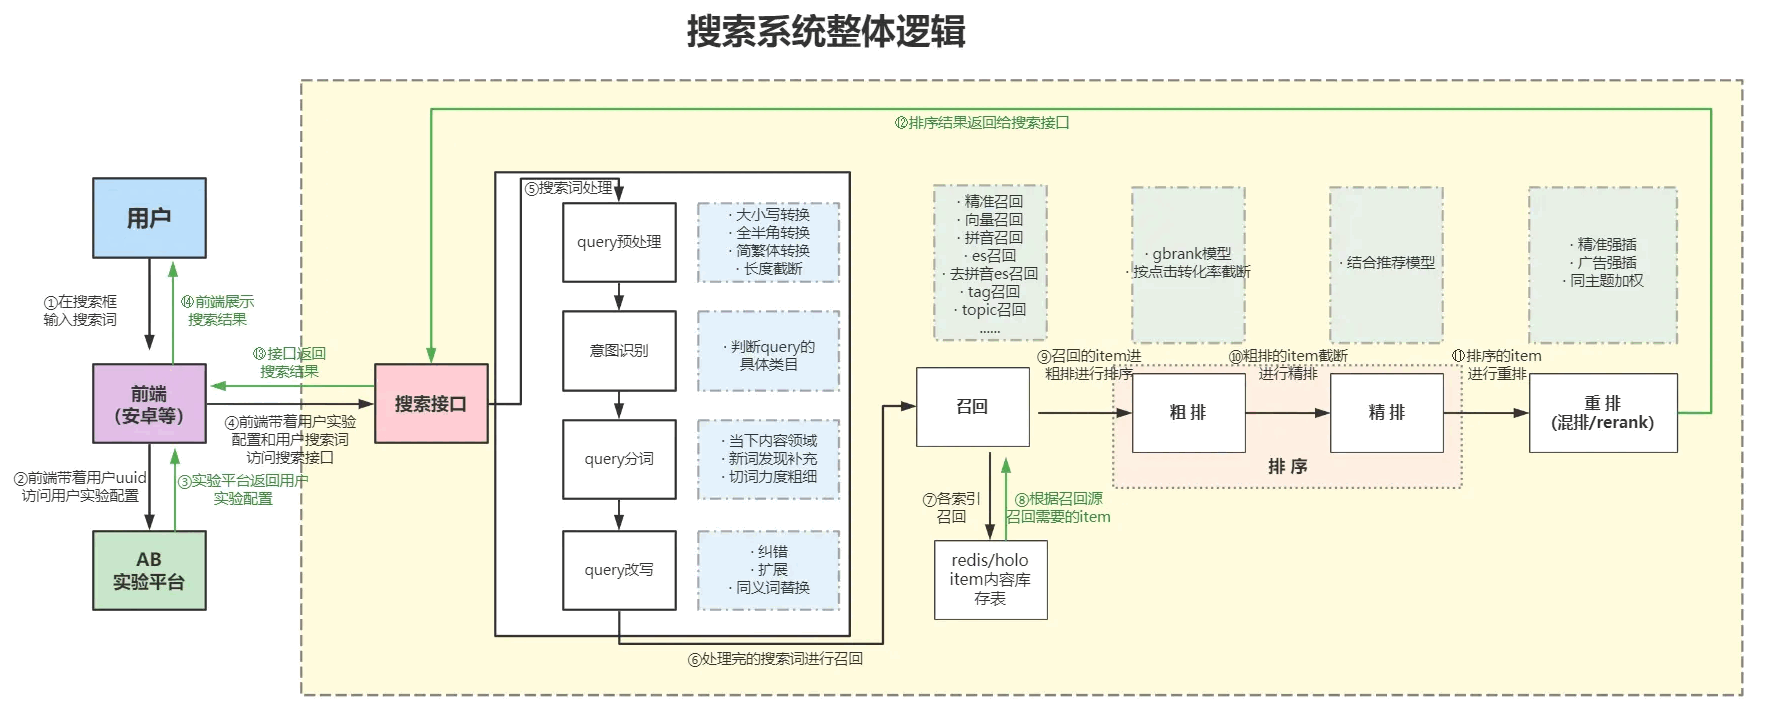 搜索系统整体逻辑
⑫排序结果返回给搜索接口
用户
①在搜索框
输入搜索词
⑭前端展示
搜索结果
⑬接口返回
搜索结果
前端
（安卓等）
④前端带着用户实验
配置和用户搜索词
访问搜索接口
②前端带着用户uuid
访问用户实验配置
③实验平台返回用户
实验配置
AB
实验平台
搜索接口
⑤搜索词处理
query预处理
· 大小写转换
· 全半角转换
· 简繁体转换
· 长度截断
意图识别
· 判断query的
具体类目
query分词
· 当下内容领域
· 新词发现补充
· 切词力度粗细
query改写
· 纠错
· 扩展
· 同义词替换
⑥处理完的搜索词进行召回
· 精准召回
· 向量召回
· 拼音召回
· es召回
· 去拼音es召回
· tag召回
· topic召回
......
召回
⑦各索引
召回
⑧根据召回源
召回需要的item
redis/holo
item内容库
存表
⑨召回的item进
粗排进行排序
· gbrank模型
· 按点击转化率截断
粗 排
⑩粗排的item截断
进行精排
· 结合推荐模型
精 排
排 序
⑪排序的item
进行重排
· 精准强插
· 广告强插
· 同主题加权
重 排
(混排/rerank)